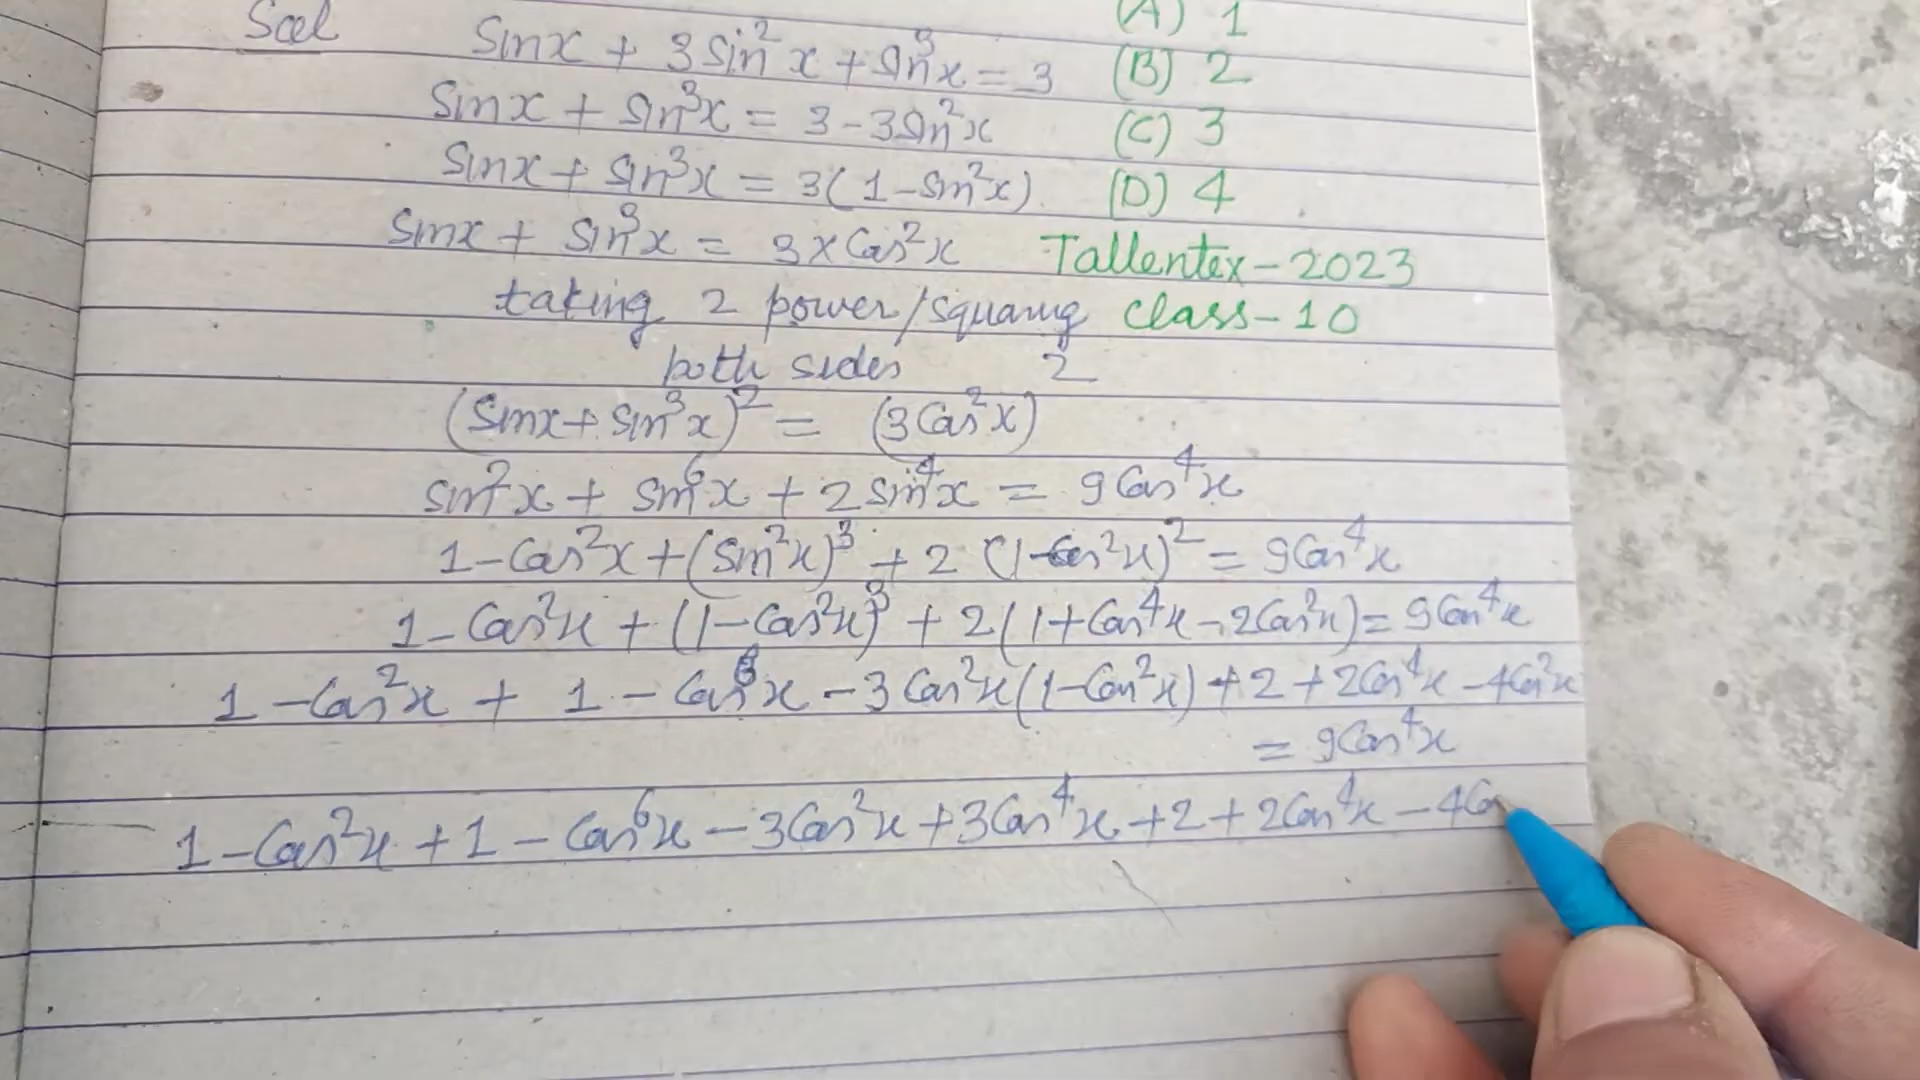 Sol
(A) 1
sinx + 3sin²x + sin³x = 3 (B) 2
sinx + sin³x = 3 - 3sin²x (C) 3
sinx + sin³x = 3(1 - sin²x) (D) 4
sinx + sin³x = 3 x Cos²x Tallentex - 2023
taking 2 power/squaring class - 10
both sides
(sinx + sin³x)² = (3Cos²x)²
sin²x + sin⁶x + 2sin⁴x = 9Cos⁴x
1 - Cos²x + (sin²x)³ + 2 (1 - Cos²x)² = 9Cos⁴x
1 - Cos²x + (1 - Cos²x)³ + 2(1 + Cos⁴x - 2Cos²x) = 9Cos⁴x
1 - Cos²x + 1 - Cos⁶x - 3Cos²x(1 - Cos²x) + 2 + 2Cos⁴x - 4Cos²x
= 9Cos⁴x
1 - Cos²x + 1 - Cos⁶x - 3Cos²x + 3Cos⁴x + 2 + 2Cos⁴x - 4Co